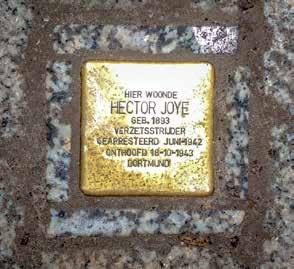 HIER WOONDE
HECTOR JOYE
GEB. 1893
VERZETSSTRIJDER
GEARRESTEERD JUNI 1942
ONTHOOFD 18-10-1943
DORTMUND